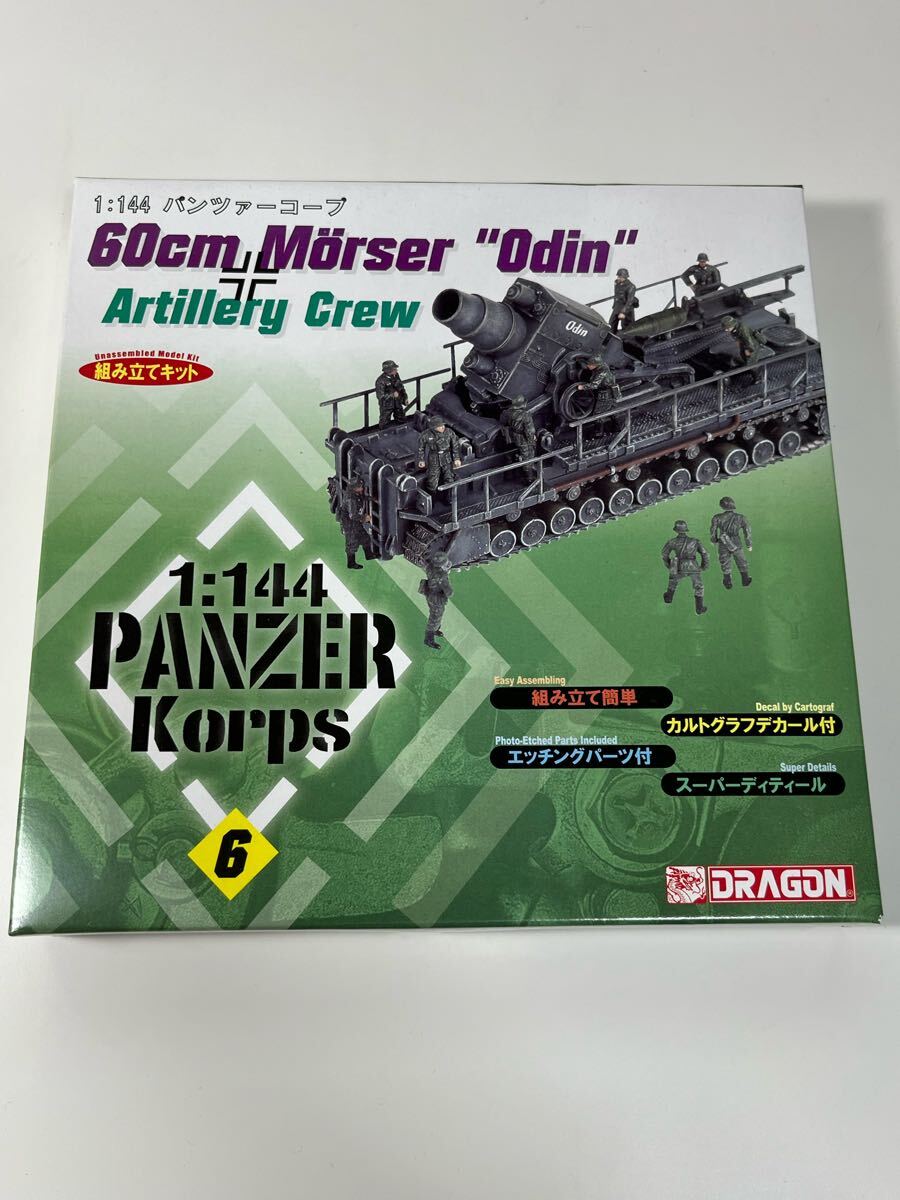 1:144 パンツァーコープ
60cm Mörser "Odin"
Artillery Crew
Unassembled Model Kit
組み立てキット
Odin
1:144
PANZER
Korps
6
Easy Assembling
組み立て簡単
Decal by Cartograf
カルトグラフデカール付
Photo-Etched Parts Included
エッチングパーツ付
Super Details
スーパーディティール
DRAGON